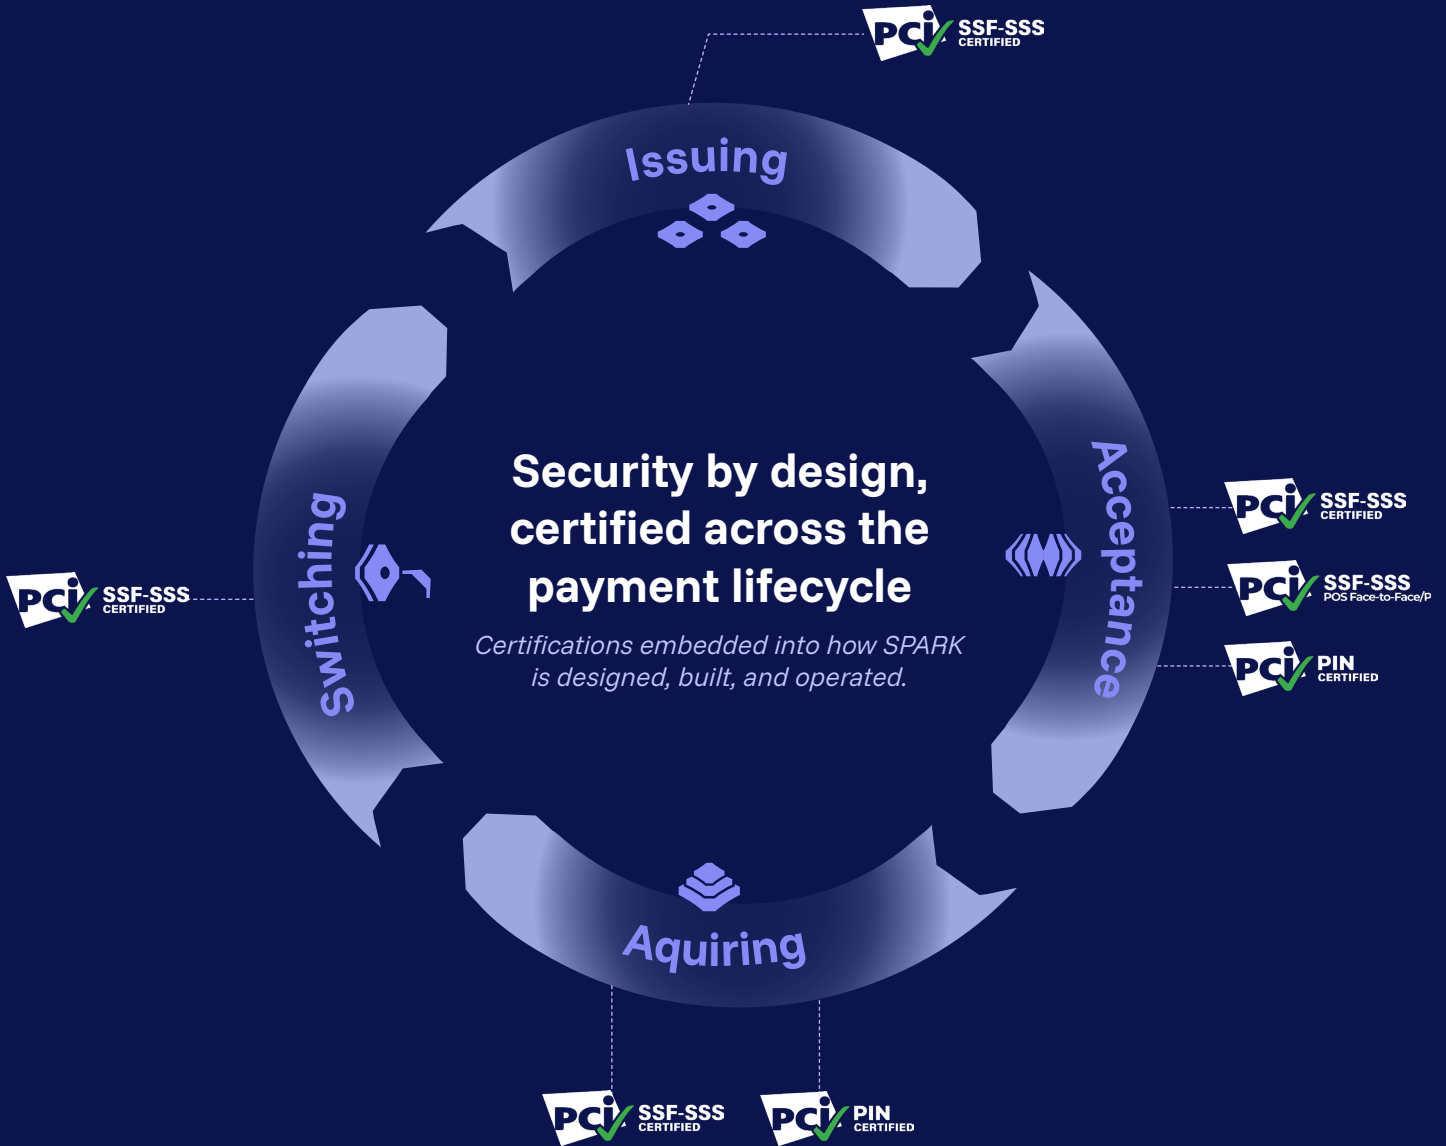 PCi SSF-SSS
CERTIFIED
Issuing
Acceptance
PCi SSF-SSS
CERTIFIED
PCi SSF-SSS
POS Face-to-Face/P
PCi PIN
CERTIFIED
Security by design,
certified across the
payment lifecycle
Certifications embedded into how SPARK
is designed, built, and operated.
Switching
PCi SSF-SSS
CERTIFIED
Aquiring
PCi SSF-SSS
CERTIFIED
PCi PIN
CERTIFIED